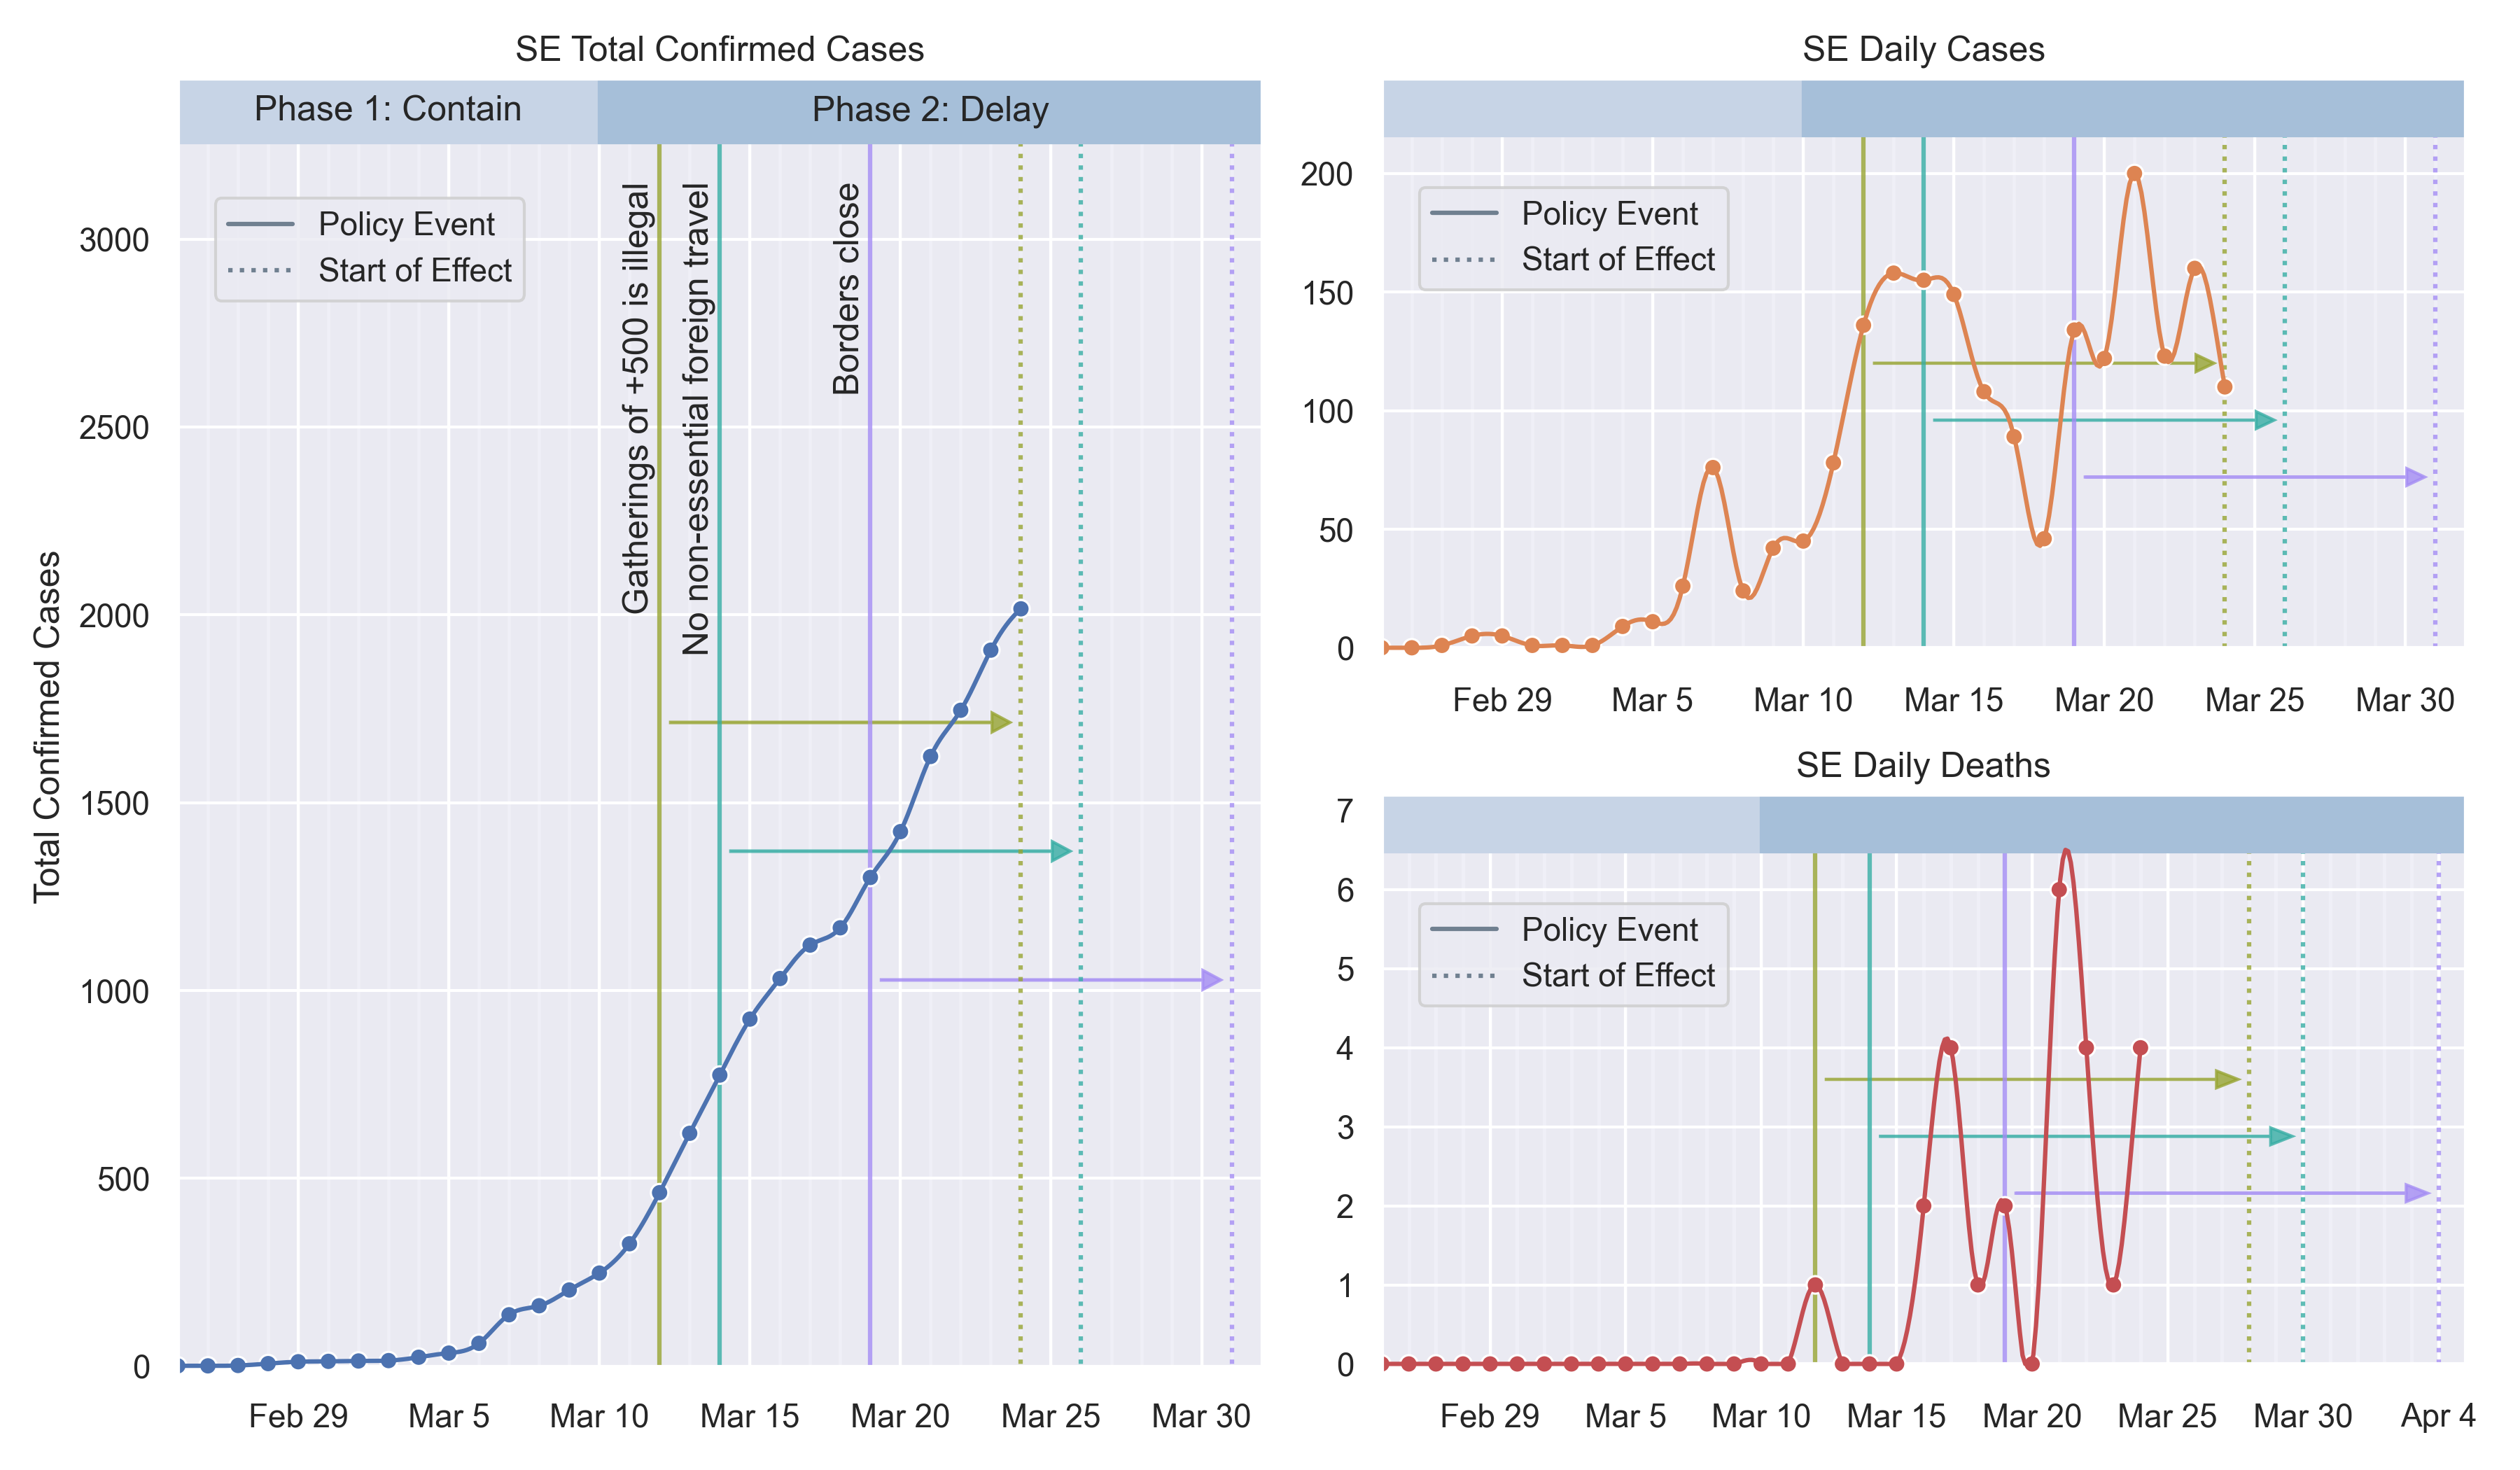 SE Total Confirmed Cases
Phase 1: Contain
Phase 2: Delay
Policy Event
Start of Effect
Gatherings of +500 is illegal
No non-essential foreign travel
Borders close
Total Confirmed Cases
3000
2500
2000
1500
1000
500
0
Feb 29 Mar 5 Mar 10 Mar 15 Mar 20 Mar 25 Mar 30
SE Daily Cases
Policy Event
Start of Effect
200
150
100
50
0
Feb 29 Mar 5 Mar 10 Mar 15 Mar 20 Mar 25 Mar 30
SE Daily Deaths
Policy Event
Start of Effect
7
6
5
4
3
2
1
0
Feb 29 Mar 5 Mar 10 Mar 15 Mar 20 Mar 25 Mar 30 Apr 4